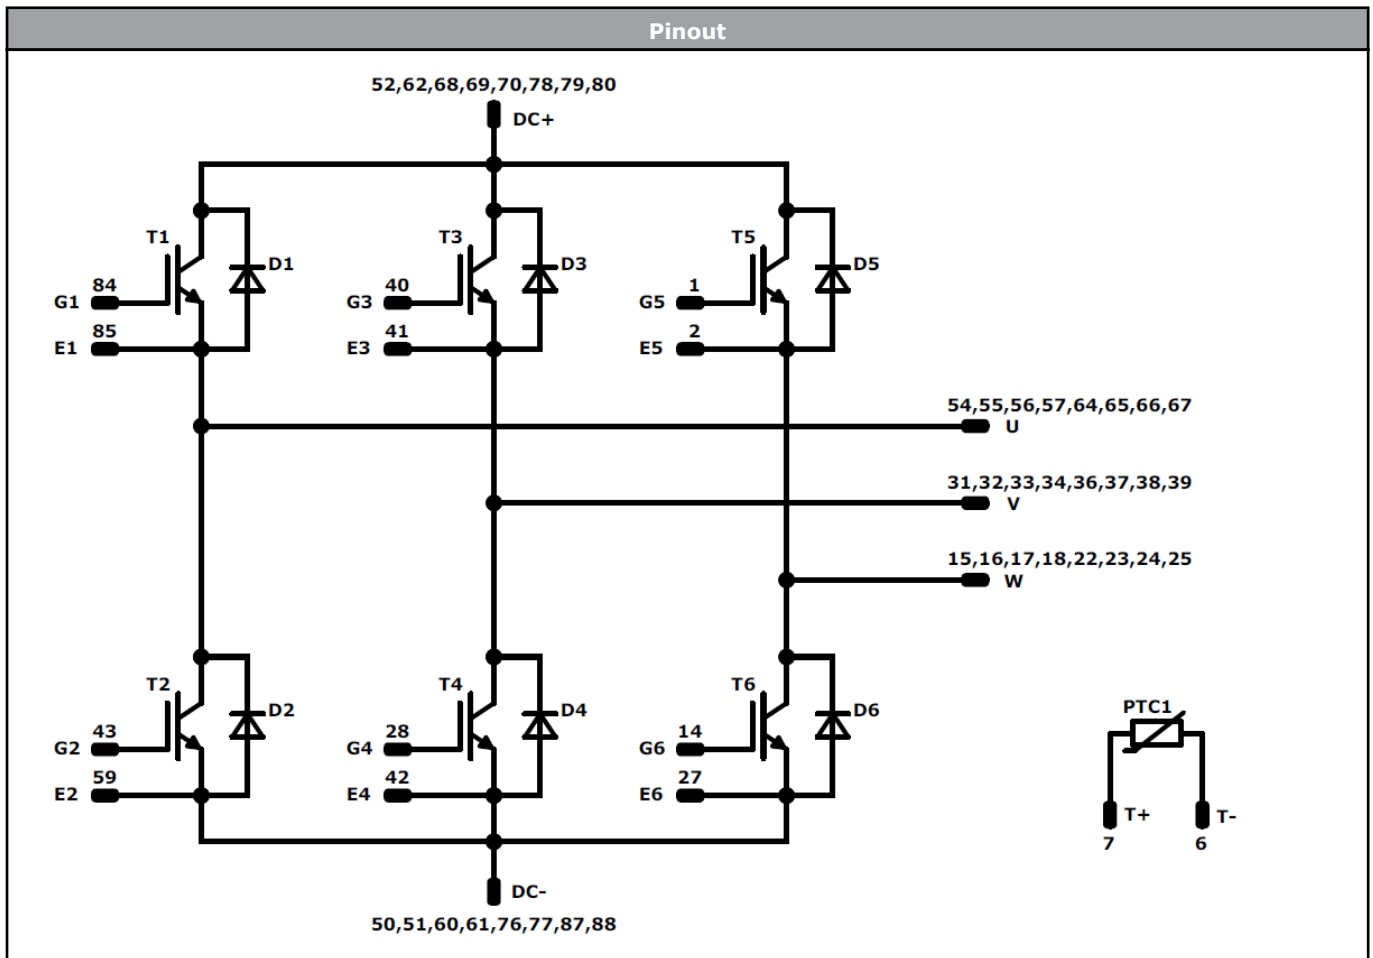 Pinout
52,62,68,69,70,78,79,80
DC+
T1 T3 T5
D1 D3 D5
84 40 1
G1 G3 G5
85 41 2
E1 E3 E5
54,55,56,57,64,65,66,67
U
31,32,33,34,36,37,38,39
V
15,16,17,18,22,23,24,25
W
T2 T4 T6
D2 D4 D6
PTC1
43 28 14
G2 G4 G6
59 42 27
E2 E4 E6
T+ T-
7 6
DC-
50,51,60,61,76,77,87,88